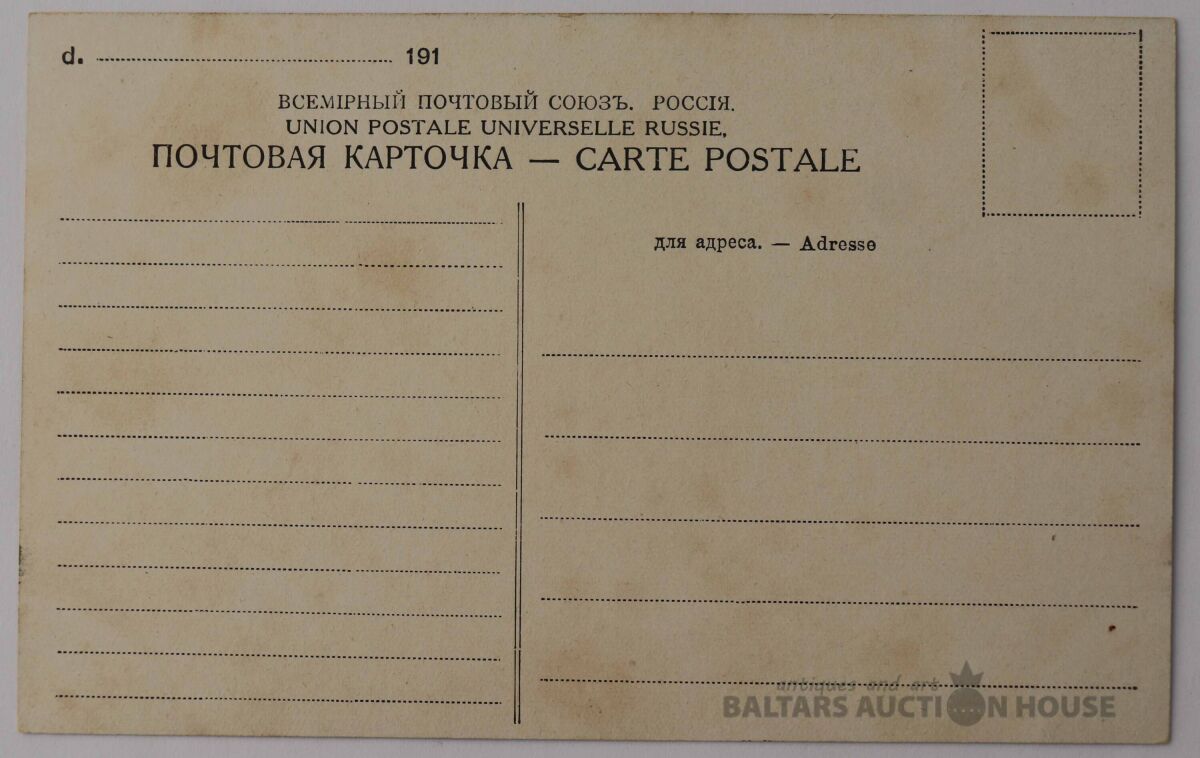 d. 191
ВСЕМІРНЫЙ ПОЧТОВЫЙ СОЮЗЪ. РОССІЯ.
UNION POSTALE UNIVERSELLE RUSSIE,
ПОЧТОВАЯ КАРТОЧКА — CARTE POSTALE
для адреса. — Adresse
antiques and art
BALTARS AUCTION HOUSE